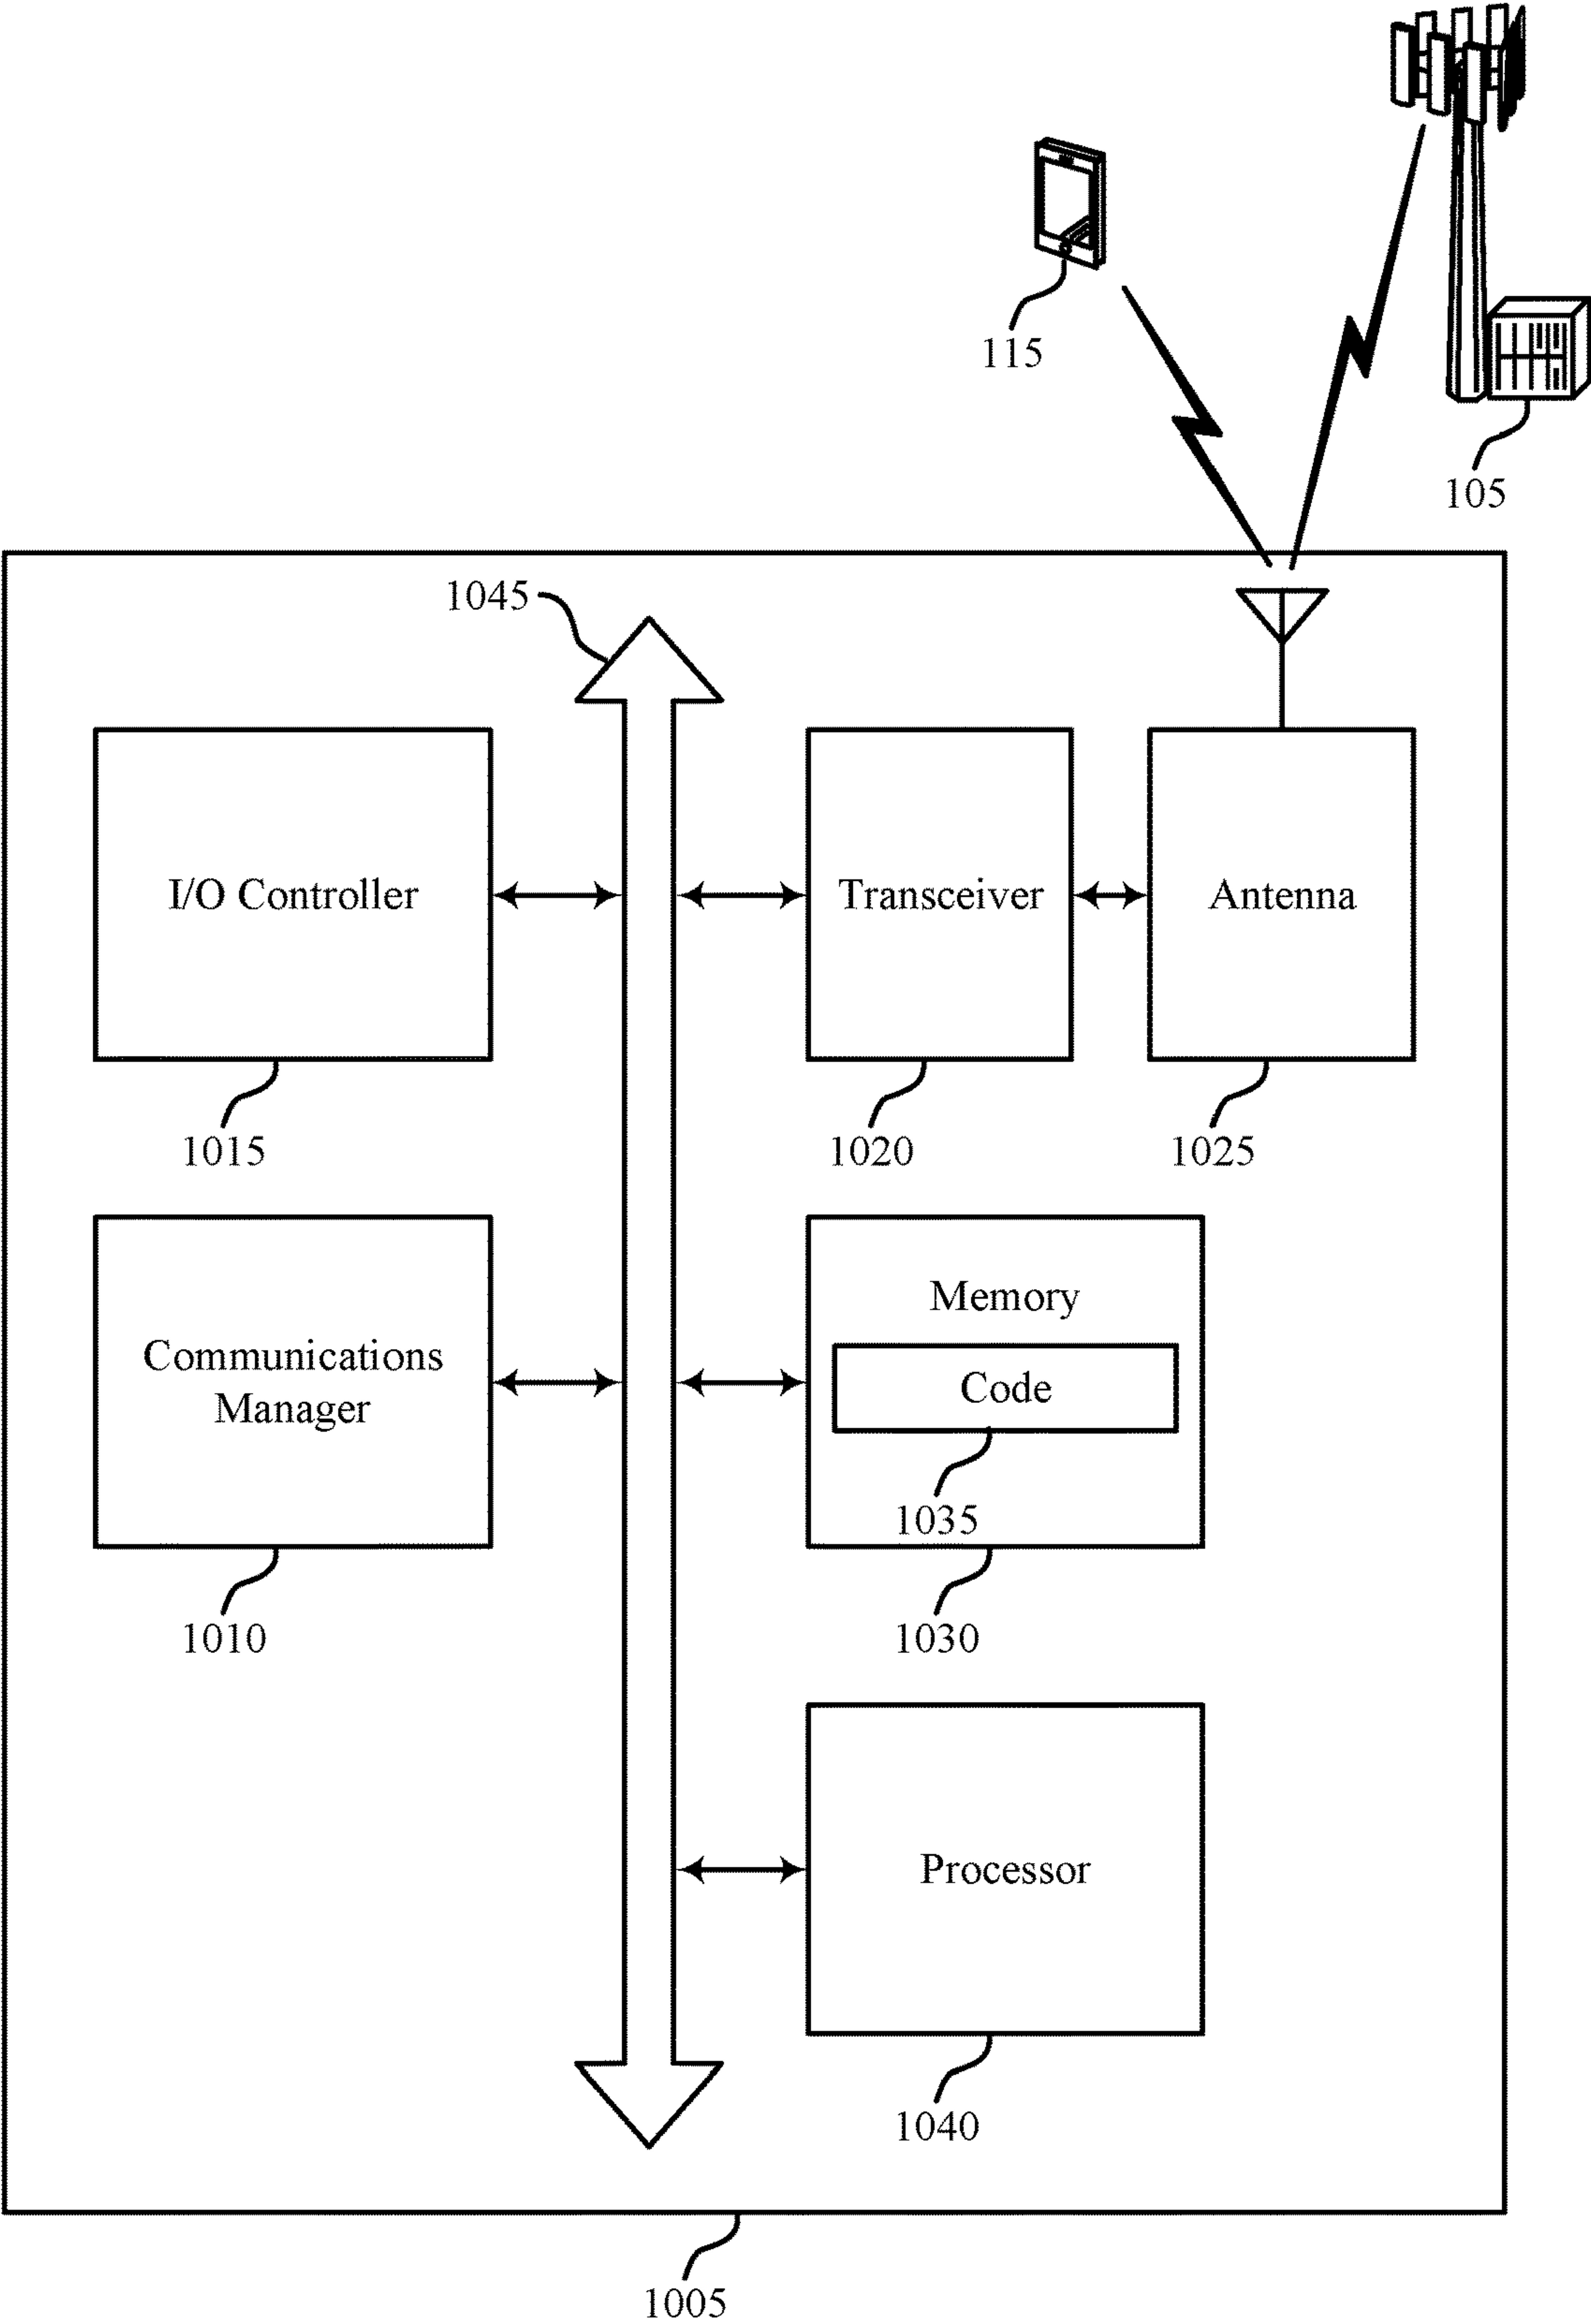 115
105
1045
I/O Controller
Transceiver
Antenna
1015
1020
1025
Memory
Communications
Manager
Code
1035
1010
1030
Processor
1040
1005